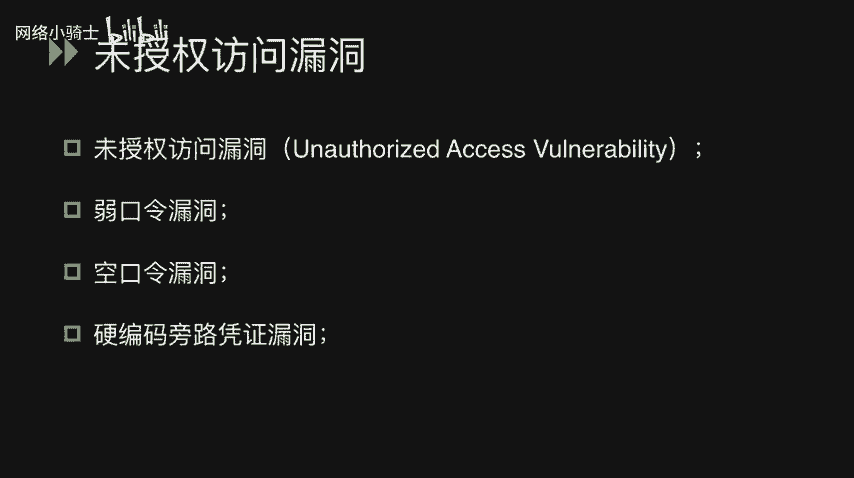 网络小骑士 bilibili
未授权访问漏洞
未授权访问漏洞（Unauthorized Access Vulnerability）；
弱口令漏洞；
空口令漏洞；
硬编码旁路凭证漏洞；